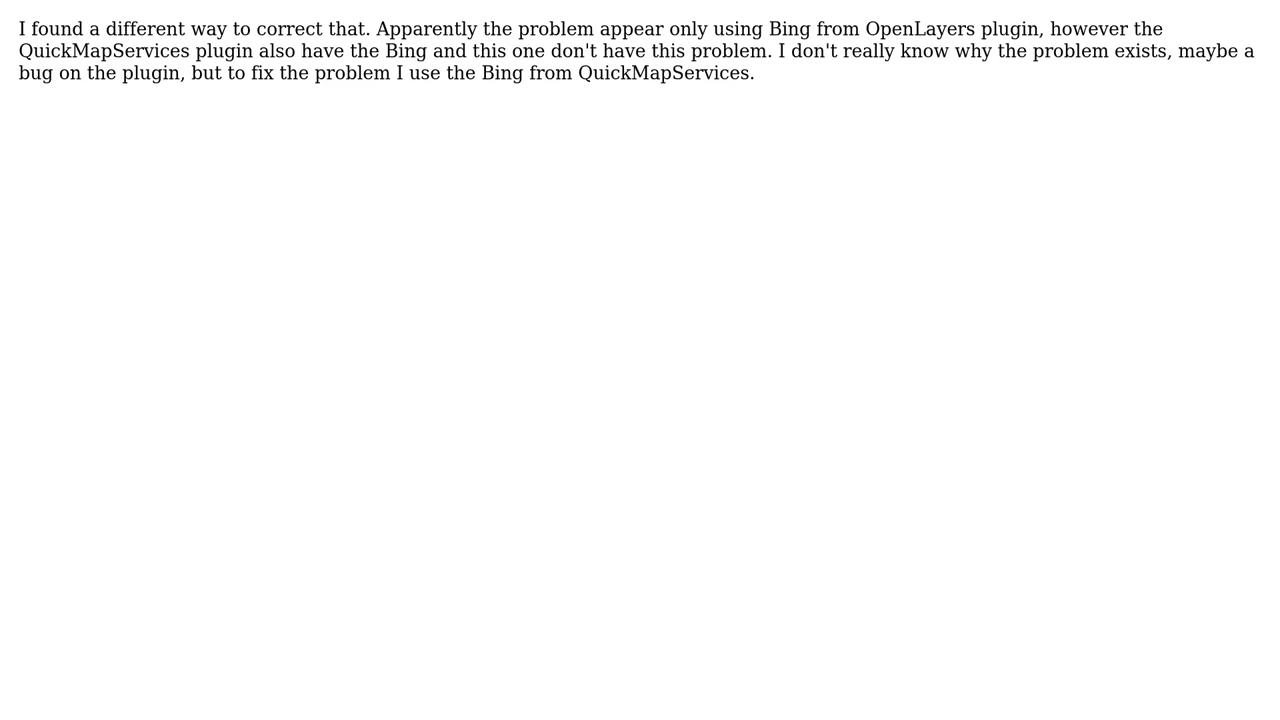 I found a different way to correct that. Apparently the problem appear only using Bing from OpenLayers plugin, however the
QuickMapServices plugin also have the Bing and this one don't have this problem. I don't really know why the problem exists, maybe a
bug on the plugin, but to fix the problem I use the Bing from QuickMapServices.